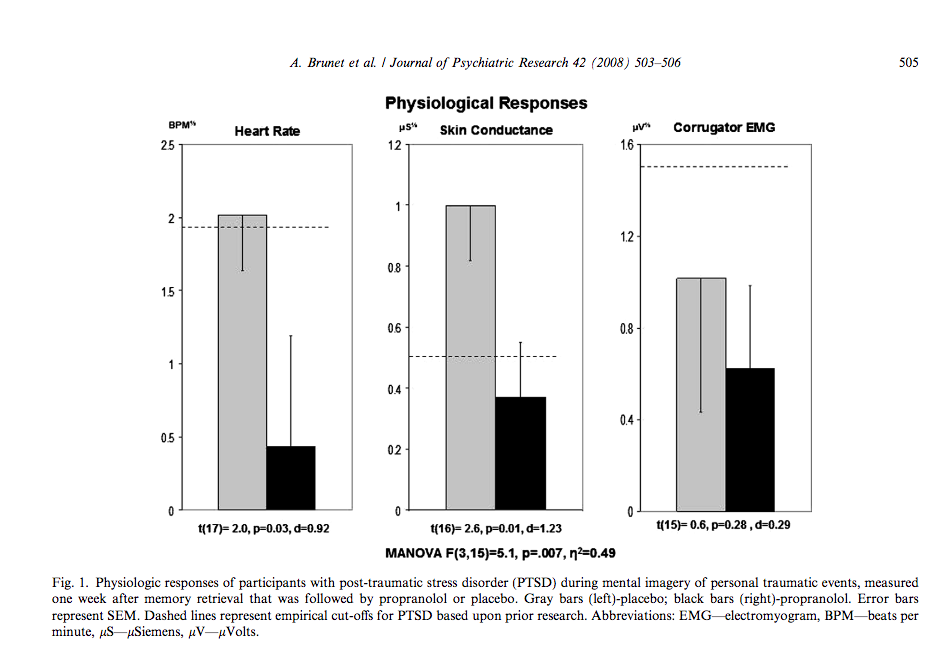 A. Brunet et al. / Journal of Psychiatric Research 42 (2008) 503–506
505
Physiological Responses
BPM½
Heart Rate
2.5
2
1.5
1
0.5
0
t(17)= 2.0, p=0.03, d=0.92
µS½
Skin Conductance
12
1
0.8
0.6
0.4
0.2
0
t(16)= 2.6, p=0.01, d=1.23
µV½
Corrugator EMG
1.6
1.2
0.8
0.4
0
t(15)= 0.6, p=0.28 , d=0.29
MANOVA F(3,15)=5.1, p=.007, η²=0.49
Fig. 1. Physiologic responses of participants with post-traumatic stress disorder (PTSD) during mental imagery of personal traumatic events, measured
one week after memory retrieval that was followed by propranolol or placebo. Gray bars (left)-placebo; black bars (right)-propranolol. Error bars
represent SEM. Dashed lines represent empirical cut-offs for PTSD based upon prior research. Abbreviations: EMG—electromyogram, BPM—beats per
minute, µS—µSiemens, µV—µVolts.